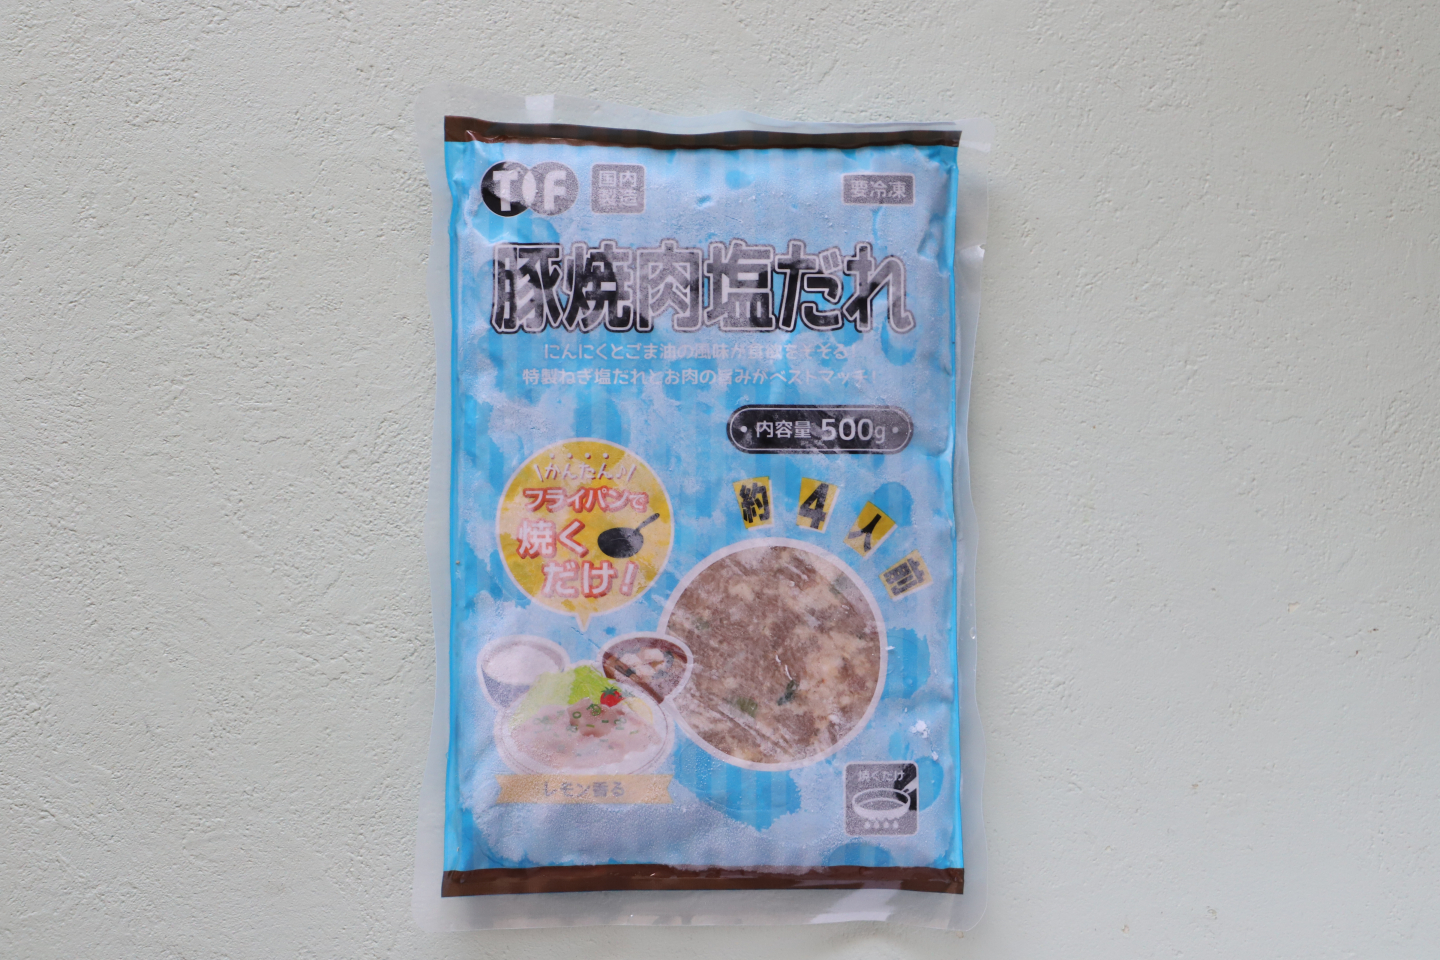 TF
国内
製造
要冷凍
豚焼肉塩だれ
にんにくとごま油の風味が食欲をそそる!
特製ねぎ塩だれとお肉の旨みがベストマッチ!
内容量 500g
かんたん♪
フライパンで
焼く
だけ!
約4人前
レモン香る
焼くだけ